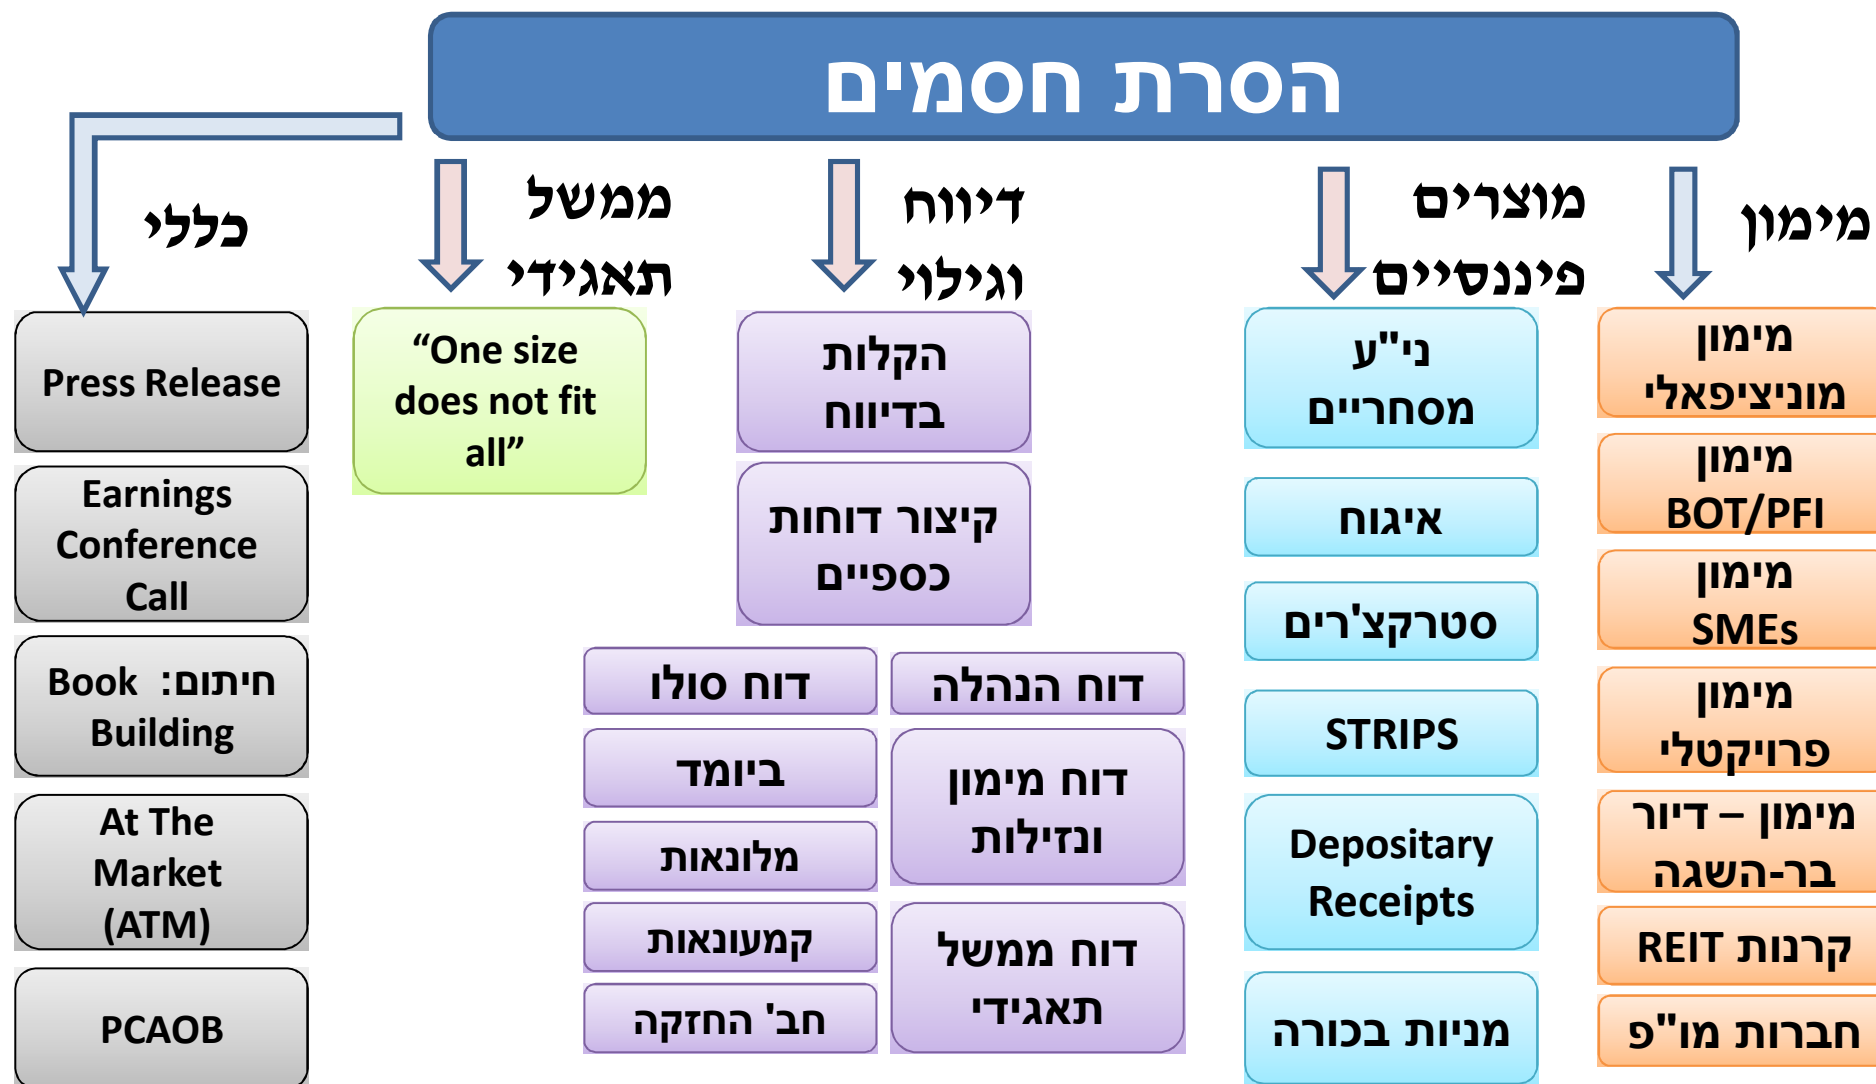 הסרת חסמים
מימון
מימון
מוניציפאלי
מימון
BOT/PFI
מימון
SMEs
מימון
פרויקטלי
מימון – דיור
בר-השגה
קרנות REIT
חברות מו"פ
מוצרים
פיננסיים
ני"ע
מסחריים
איגוח
סטרקצ'רים
STRIPS
Depositary
Receipts
מניות בכורה
דיווח
וגילוי
הקלות
בדיווח
קיצור דוחות
כספיים
דוח הנהלה
דוח מימון
ונזילות
דוח ממשל
תאגידי
דוח סולו
ביומד
מלונאות
קמעונאות
חב' החזקה
ממשל
תאגידי
“One size
does not fit
all”
כללי
Press Release
Earnings
Conference
Call
חיתום: Book
Building
At The
Market
(ATM)
PCAOB